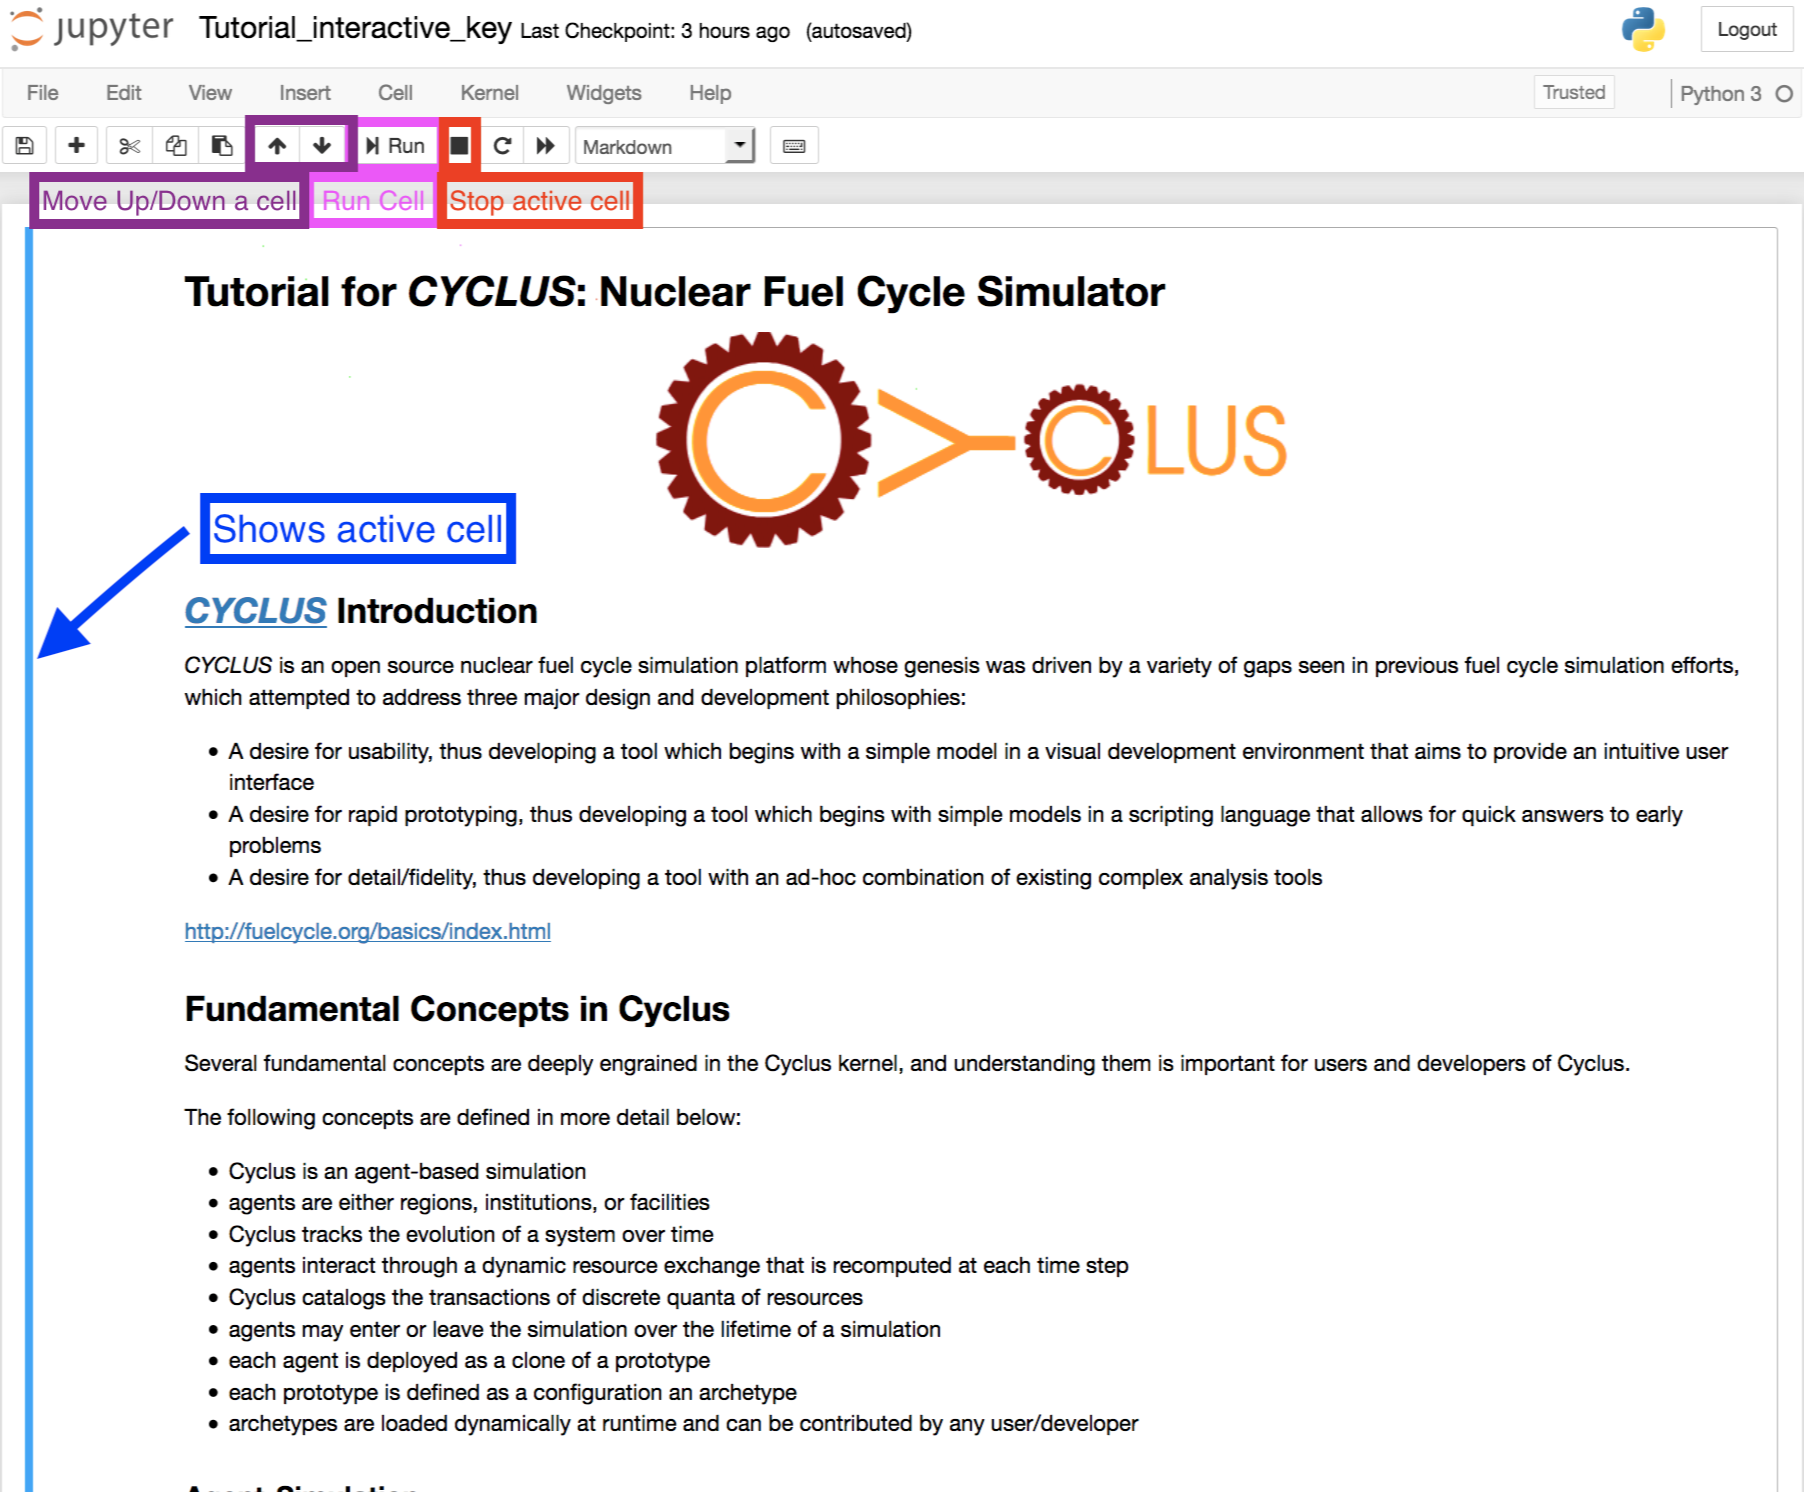 jupyter Tutorial_interactive_key Last Checkpoint: 3 hours ago (autosaved) Logout
File Edit View Insert Cell Kernel Widgets Help Trusted Python 3
Run Markdown
Move Up/Down a cell Run Cell Stop active cell
Tutorial for CYCLUS: Nuclear Fuel Cycle Simulator
CYCLUS
Shows active cell
CYCLUS Introduction
CYCLUS is an open source nuclear fuel cycle simulation platform whose genesis was driven by a variety of gaps seen in previous fuel cycle simulation efforts,
which attempted to address three major design and development philosophies:
• A desire for usability, thus developing a tool which begins with a simple model in a visual development environment that aims to provide an intuitive user
interface
• A desire for rapid prototyping, thus developing a tool which begins with simple models in a scripting language that allows for quick answers to early
problems
• A desire for detail/fidelity, thus developing a tool with an ad-hoc combination of existing complex analysis tools
http://fuelcycle.org/basics/index.html
Fundamental Concepts in Cyclus
Several fundamental concepts are deeply engrained in the Cyclus kernel, and understanding them is important for users and developers of Cyclus.
The following concepts are defined in more detail below:
• Cyclus is an agent-based simulation
• agents are either regions, institutions, or facilities
• Cyclus tracks the evolution of a system over time
• agents interact through a dynamic resource exchange that is recomputed at each time step
• Cyclus catalogs the transactions of discrete quanta of resources
• agents may enter or leave the simulation over the lifetime of a simulation
• each agent is deployed as a clone of a prototype
• each prototype is defined as a configuration an archetype
• archetypes are loaded dynamically at runtime and can be contributed by any user/developer
Agent Simulation